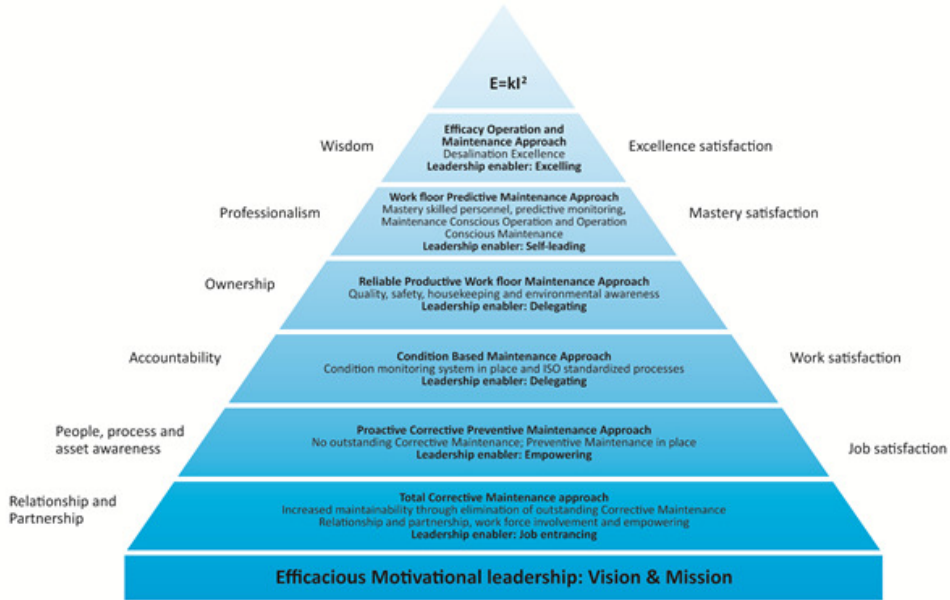 E=kI²
Wisdom
Efficacy Operation and
Maintenance Approach
Desalination Excellence
Leadership enabler: Excelling
Excellence satisfaction
Professionalism
Work floor Predictive Maintenance Approach
Mastery skilled personnel, predictive monitoring,
Maintenance Conscious Operation and Operation
Conscious Maintenance
Leadership enabler: Self-leading
Mastery satisfaction
Ownership
Reliable Productive Work floor Maintenance Approach
Quality, safety, housekeeping and environmental awareness
Leadership enabler: Delegating
Accountability
Condition Based Maintenance Approach
Condition monitoring system in place and ISO standardized processes
Leadership enabler: Delegating
Work satisfaction
People, process and
asset awareness
Proactive Corrective Preventive Maintenance Approach
No outstanding Corrective Maintenance; Preventive Maintenance in place
Leadership enabler: Empowering
Job satisfaction
Relationship and
Partnership
Total Corrective Maintenance approach
Increased maintainability through elimination of outstanding Corrective Maintenance
Relationship and partnership, work force involvement and empowering
Leadership enabler: Job entrancing
Efficacious Motivational leadership: Vision & Mission